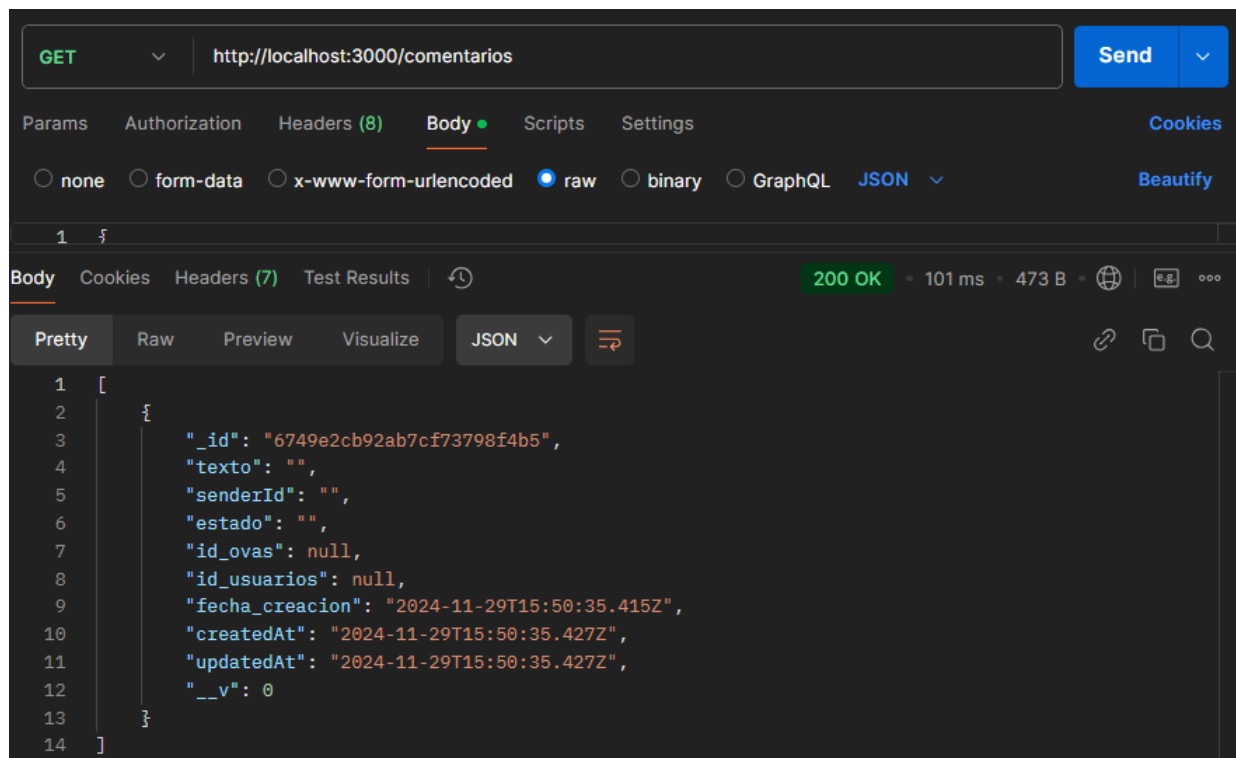 GET http://localhost:3000/comentarios Send
Params Authorization Headers (8) Body Scripts Settings Cookies
none form-data x-www-form-urlencoded raw binary GraphQL JSON Beautify
1 {
Body Cookies Headers (7) Test Results 200 OK 101 ms 473 B e.g.
Pretty Raw Preview Visualize JSON
1 [
2 {
3 "_id": "6749e2cb92ab7cf73798f4b5",
4 "texto": "",
5 "senderId": "",
6 "estado": "",
7 "id_ovas": null,
8 "id_usuarios": null,
9 "fecha_creacion": "2024-11-29T15:50:35.415Z",
10 "createdAt": "2024-11-29T15:50:35.427Z",
11 "updatedAt": "2024-11-29T15:50:35.427Z",
12 "__v": 0
13 }
14 ]